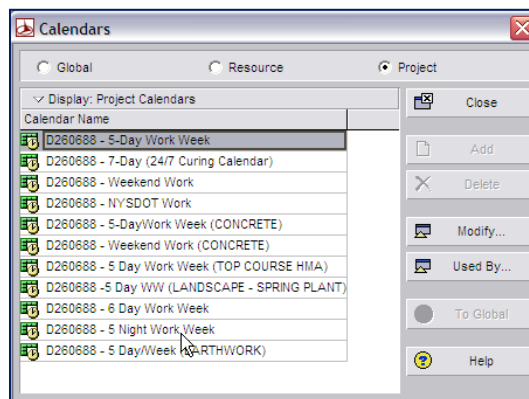 Calendars
Global Resource Project
Display: Project Calendars
Calendar Name
D260688 - 5-Day Work Week
D260688 - 7-Day (24/7 Curing Calendar)
D260688 - Weekend Work
D260688 - NYSDOT Work
D260688 - 5-DayWork Week (CONCRETE)
D260688 - Weekend Work (CONCRETE)
D260688 - 5 Day Work Week (TOP COURSE HMA)
D260688 -5 Day WW (LANDSCAPE - SPRING PLANT)
D260688 - 6 Day Work Week
D260688 - 5 Night Work Week
D260688 - 5 Day/Week (EARTHWORK)
Close
Add
Delete
Modify...
Used By...
To Global
Help